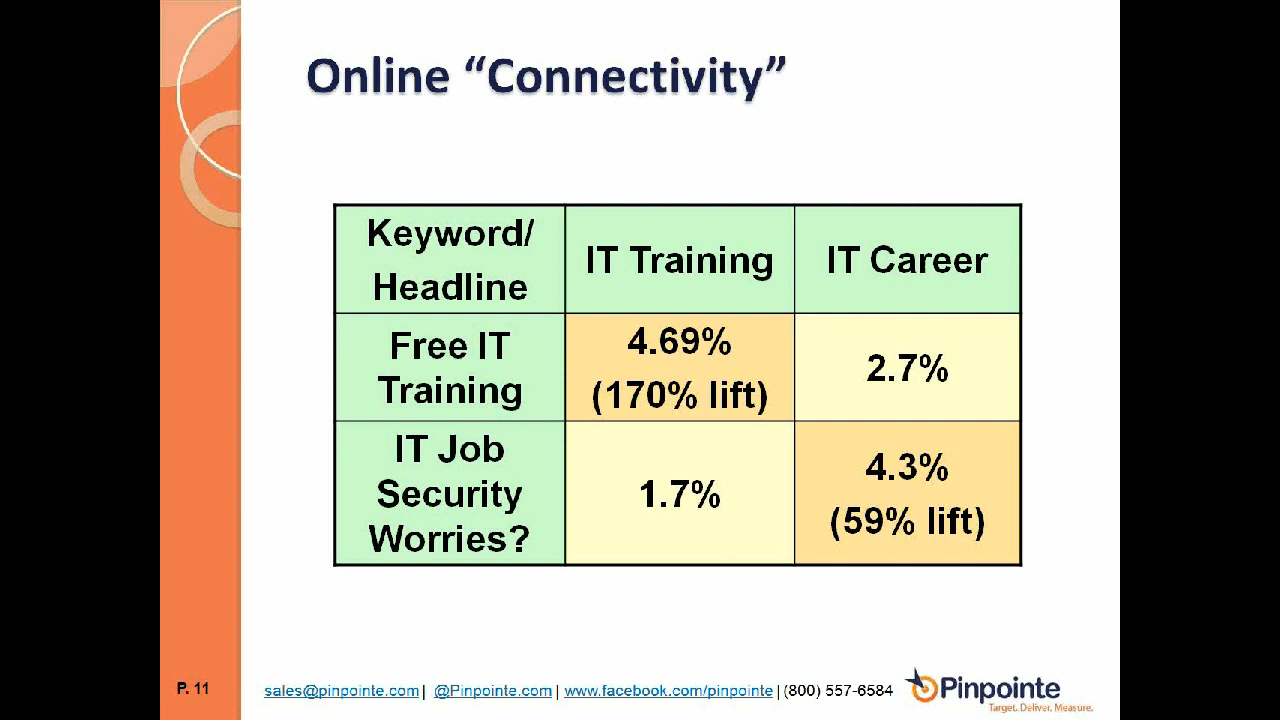 Online “Connectivity”
Keyword/
Headline
IT Training
IT Career
Free IT
Training
4.69%
(170% lift)
2.7%
IT Job
Security
Worries?
1.7%
4.3%
(59% lift)
P. 11
sales@pinpointe.com | @Pinpointe.com | www.facebook.com/pinpointe | (800) 557-6584
Pinpointe
Target. Deliver. Measure.